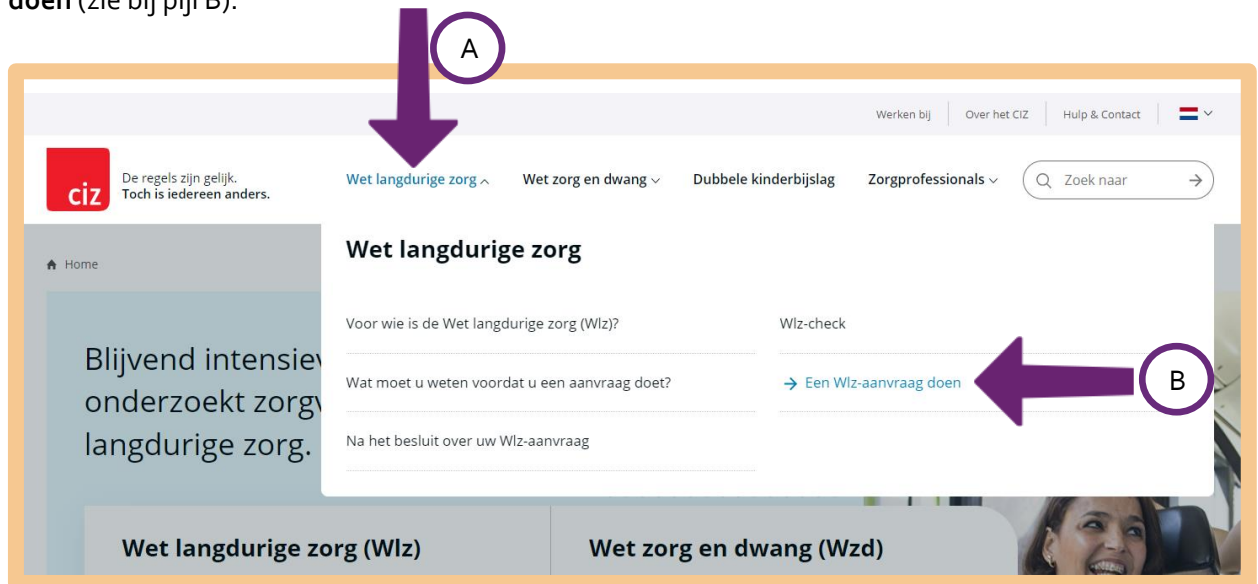 doen (zie bij pijl B).
A
Werken bij
Over het CIZ
Hulp & Contact
ciz
De regels zijn gelijk.
Toch is iedereen anders.
Wet langdurige zorg
Wet zorg en dwang
Dubbele kinderbijslag
Zorgprofessionals
Zoek naar
Home
Wet langdurige zorg
Voor wie is de Wet langdurige zorg (Wlz)?
Wlz-check
Wat moet u weten voordat u een aanvraag doet?
→ Een Wlz-aanvraag doen
B
Na het besluit over uw Wlz-aanvraag
Blijvend
onderzoekt
langdurige zorg.
Wet langdurige zorg (Wlz)
Wet zorg en dwang (Wzd)